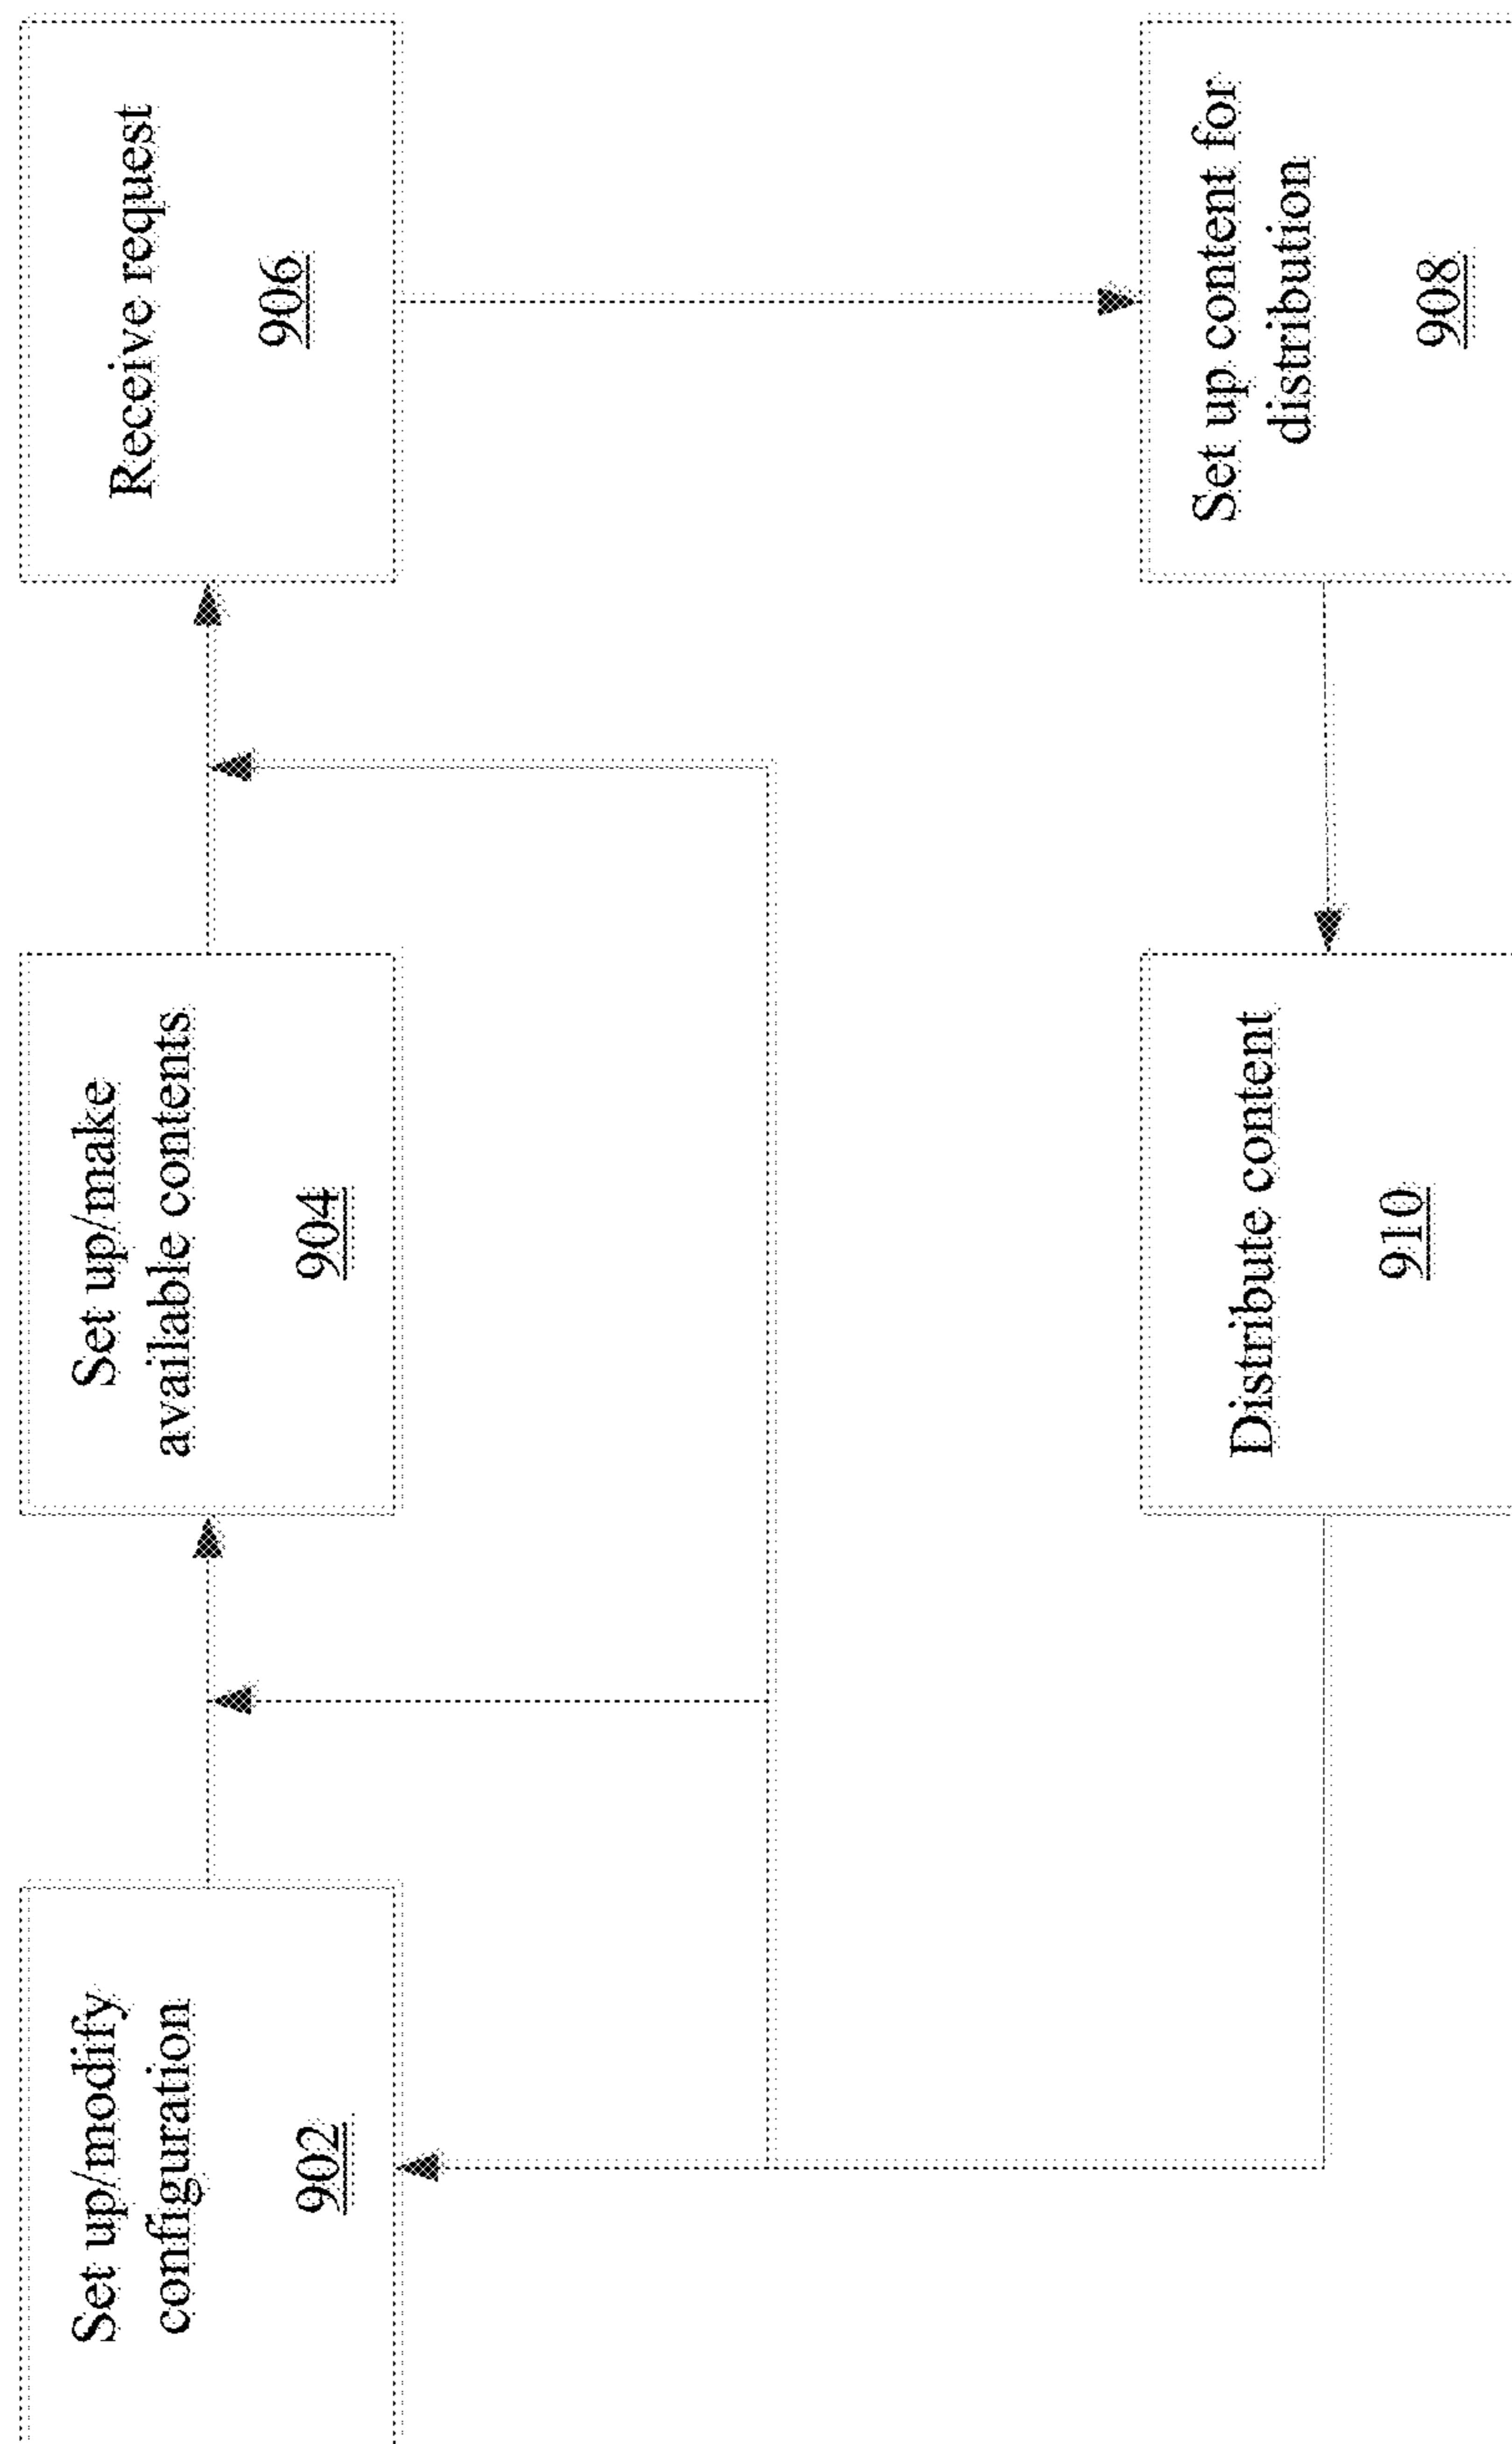 Set up/modify
configuration
902
Set up/make
available contents
904
Receive request
906
Set up content for
distribution
908
Distribute content
910